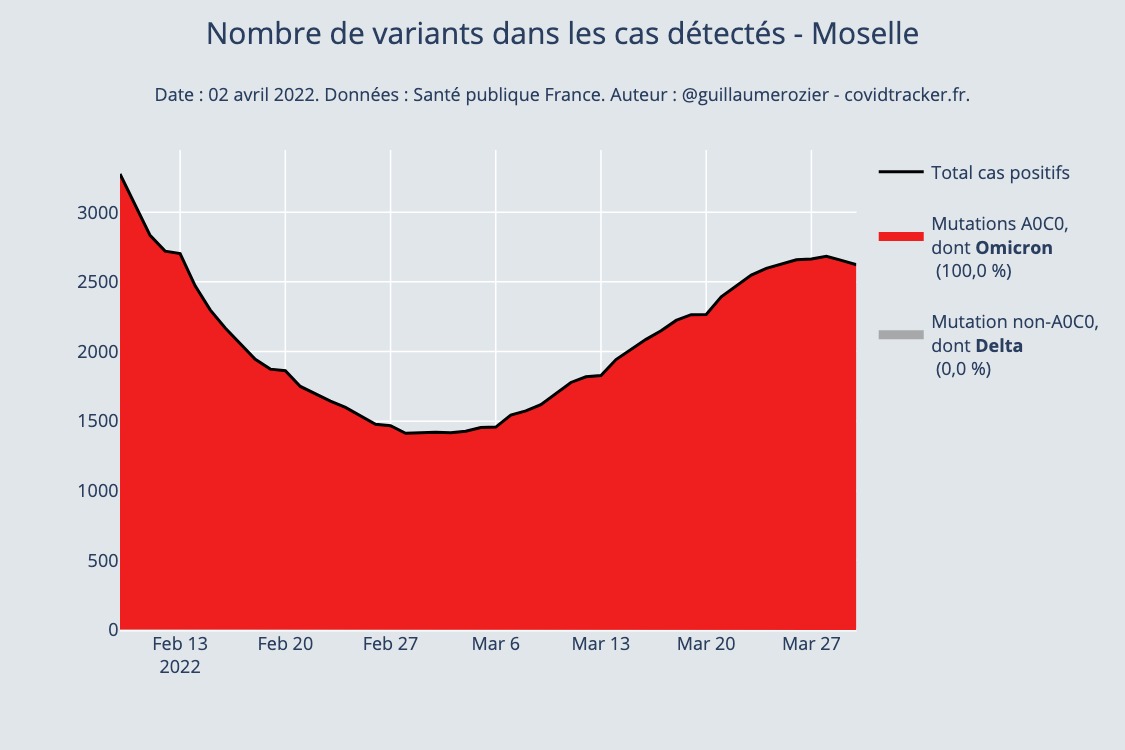 Nombre de variants dans les cas détectés - Moselle
Date : 02 avril 2022. Données : Santé publique France. Auteur : @guillaumerozier - covidtracker.fr.
Total cas positifs
Mutations A0C0,
dont Omicron
(100,0 %)
Mutation non-A0C0,
dont Delta
(0,0 %)
3000
2500
2000
1500
1000
500
0
Feb 13 Feb 20 Feb 27 Mar 6 Mar 13 Mar 20 Mar 27
2022